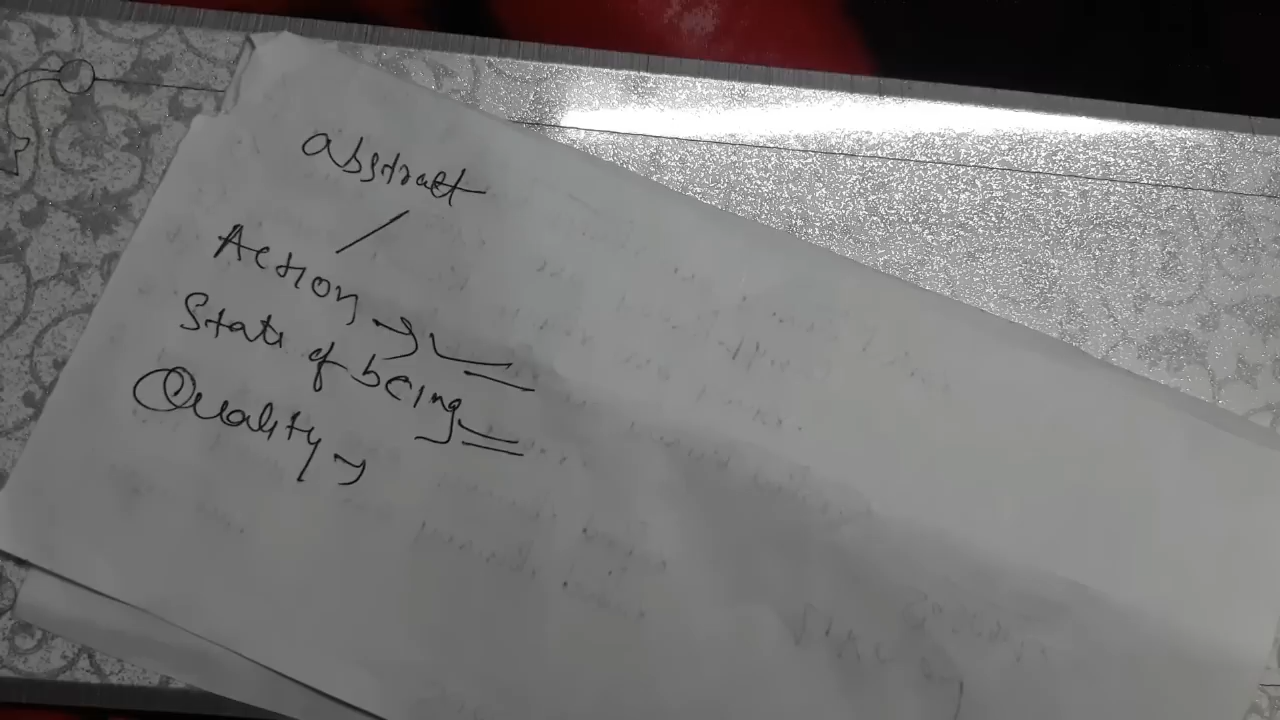 abstract
Action →
State of being
Quality →